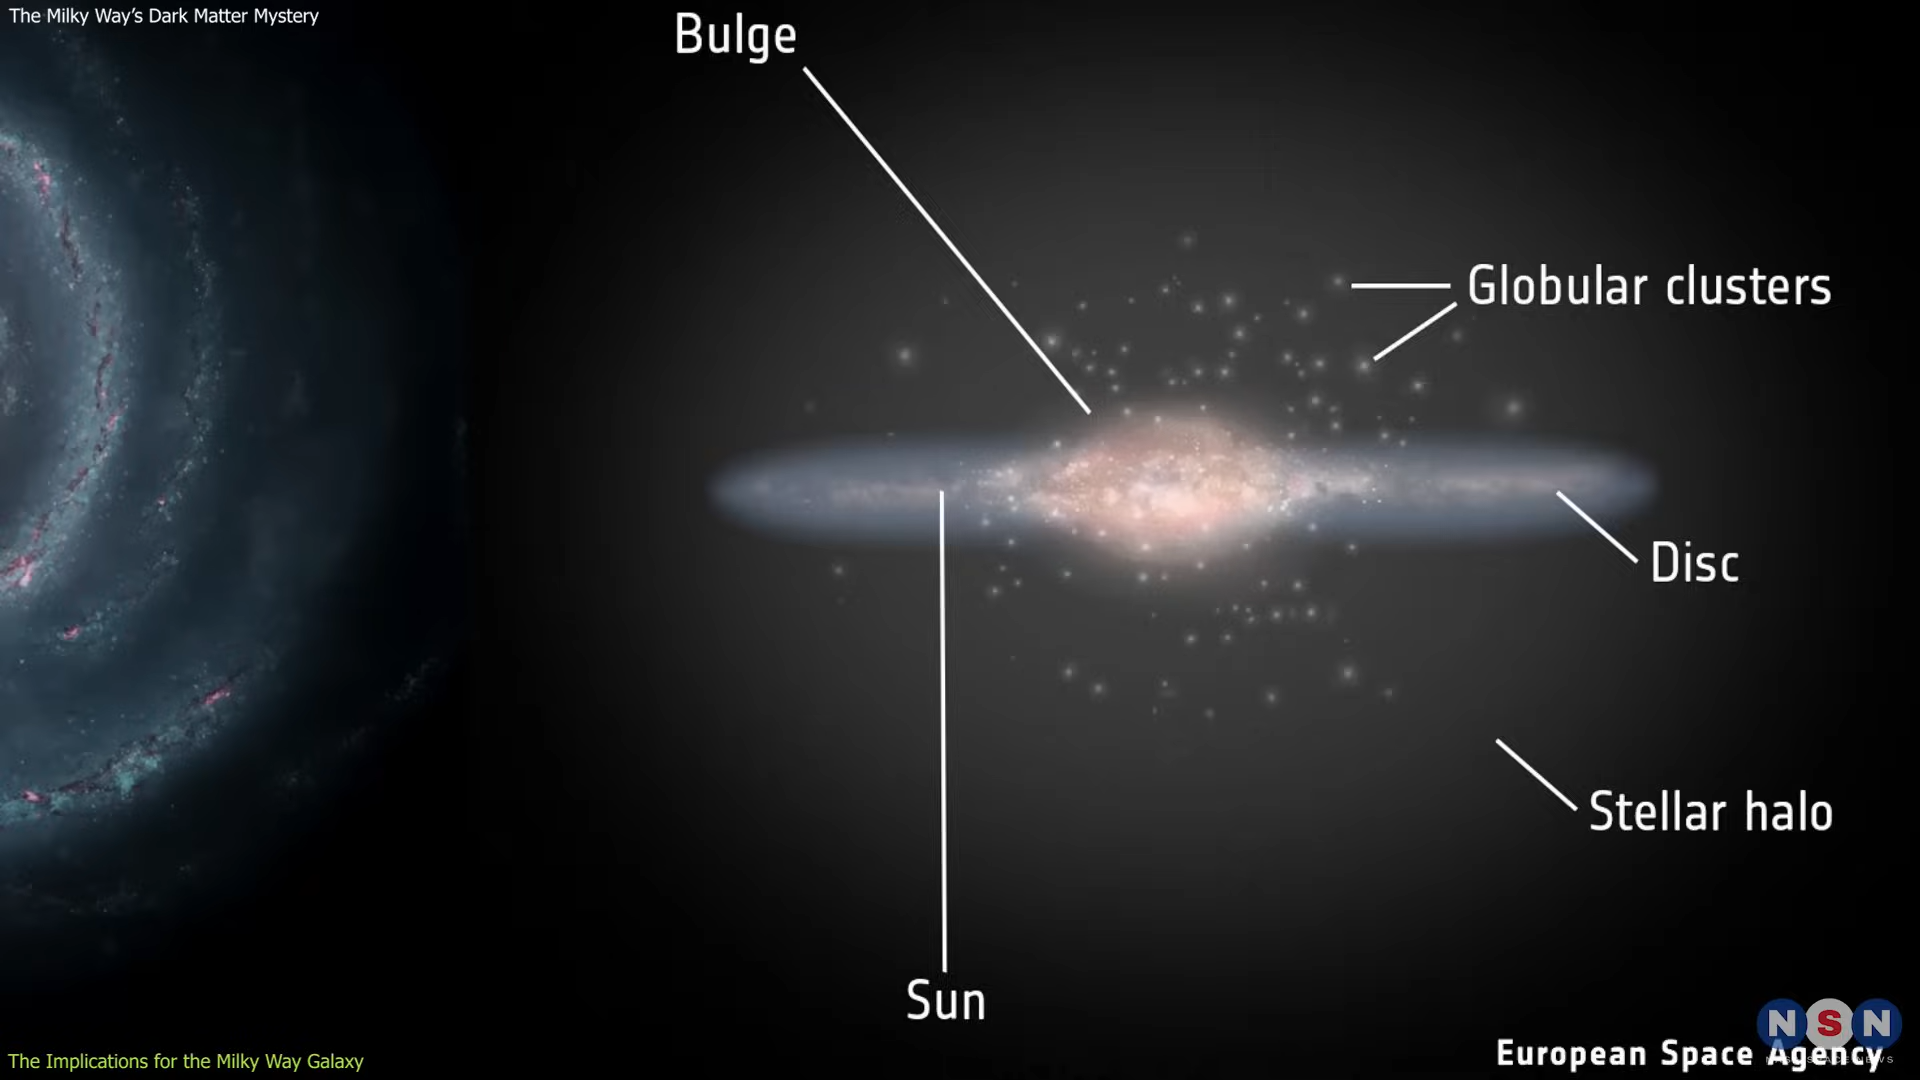 The Milky Way’s Dark Matter Mystery
Bulge
Globular clusters
Disc
Stellar halo
Sun
NSN
The Implications for the Milky Way Galaxy
European Space Agency